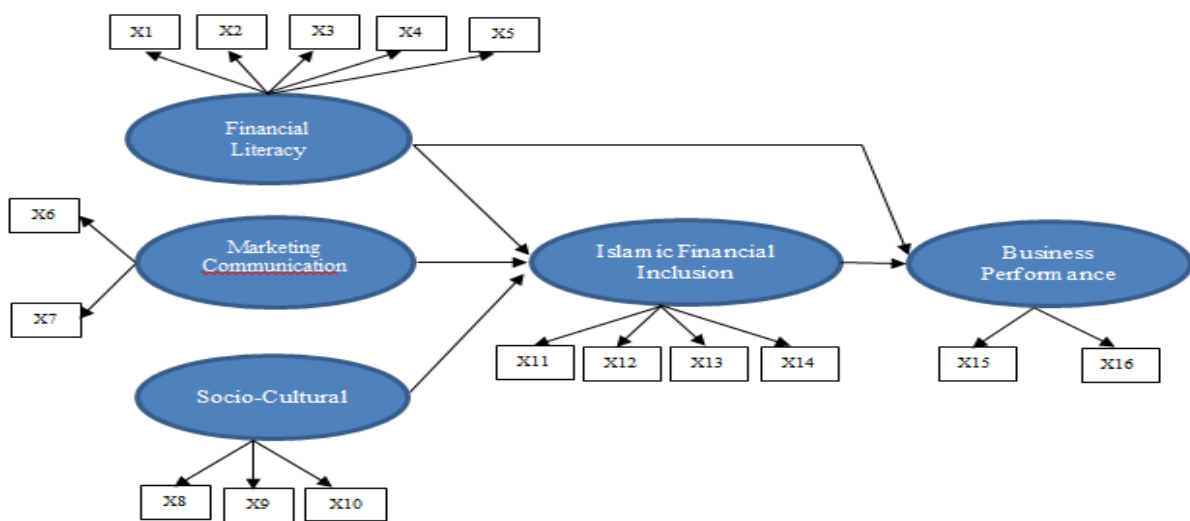 X1
X2
X3
X4
X5
Financial
Literacy
X6
X7
Marketing
Communication
Islamic Financial
Inclusion
Business
Performance
X11
X12
X13
X14
X15
X16
Socio-Cultural
X8
X9
X10